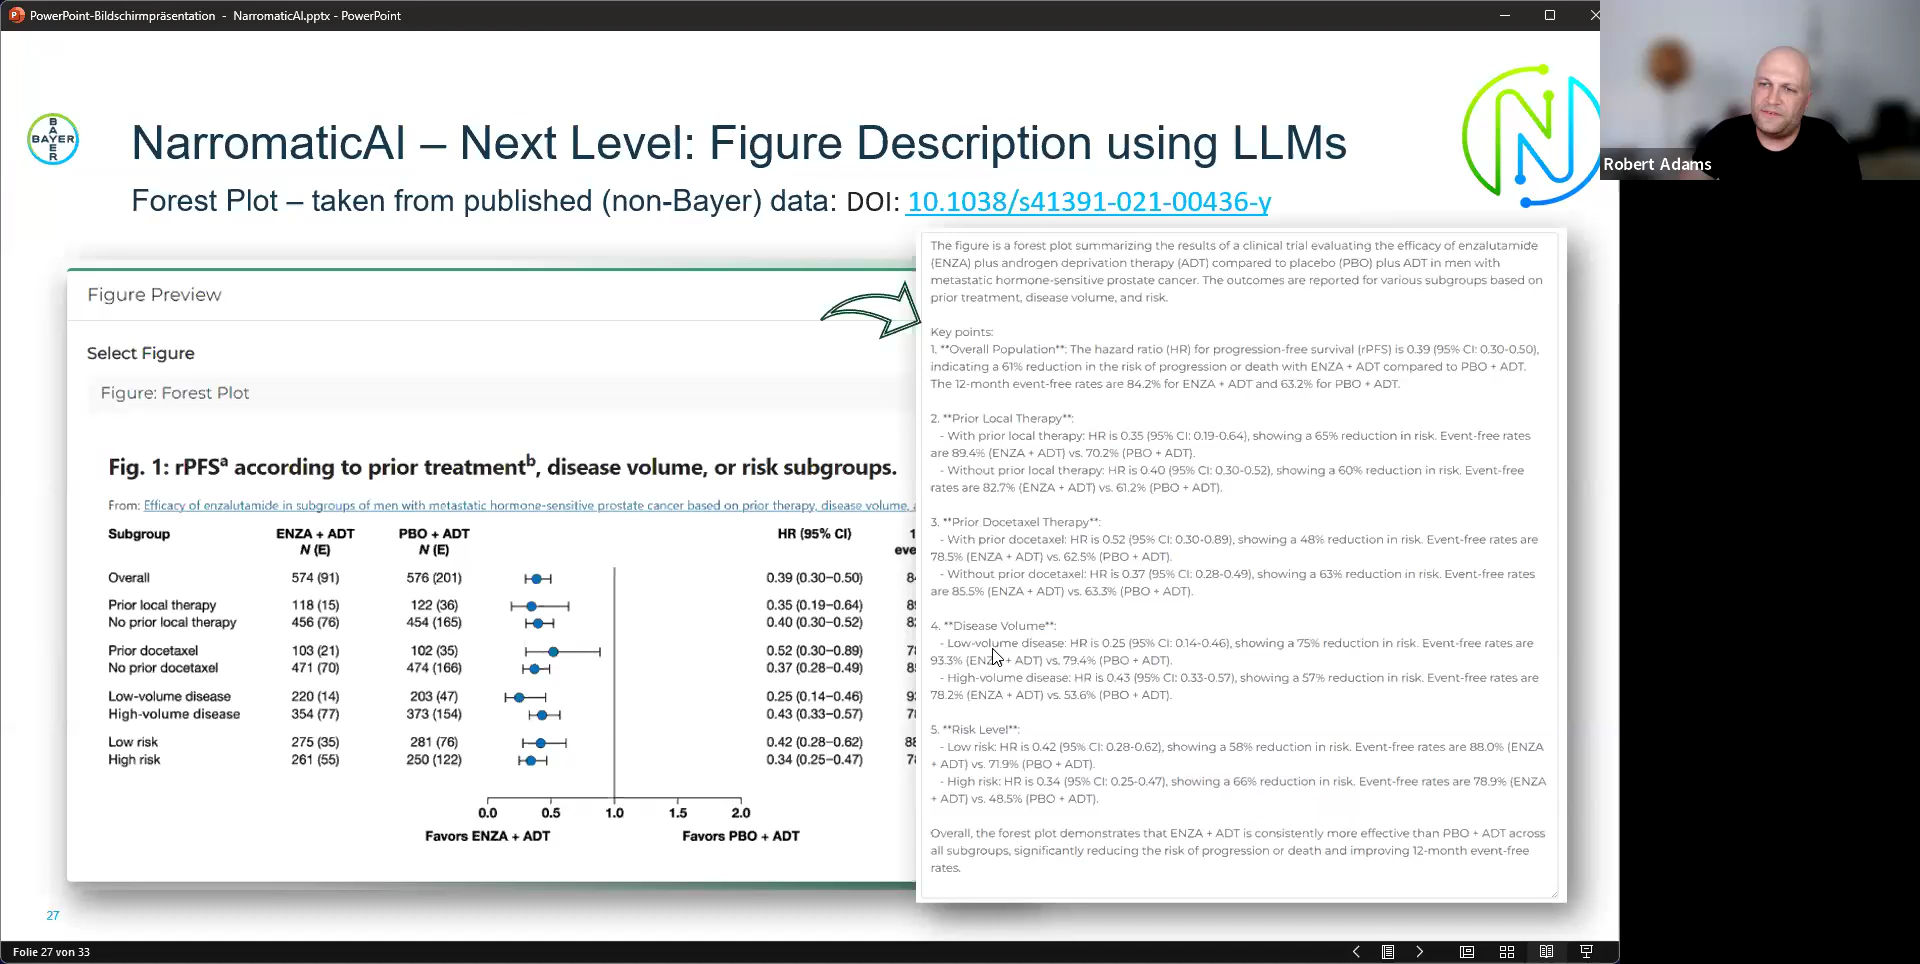 PowerPoint-Bildschirmpräsentation - NarromaticAI.pptx - PowerPoint
Robert Adams
BAYER
BAYER
NarromaticAI – Next Level: Figure Description using LLMs
Forest Plot – taken from published (non-Bayer) data: DOI: 10.1038/s41391-021-00436-y
Figure Preview
Select Figure
Figure: Forest Plot
Fig. 1: rPFSa according to prior treatmentb, disease volume, or risk subgroups.
From: Efficacy of enzalutamide in subgroups of men with metastatic hormone-sensitive prostate cancer based on prior therapy, disease volume,
Subgroup ENZA + ADT PBO + ADT HR (95% CI) 1
N (E) N (E) eve
Overall 574 (91) 576 (201) 0.39 (0.30–0.50) 84
Prior local therapy 118 (15) 122 (36) 0.35 (0.19–0.64) 89
No prior local therapy 456 (76) 454 (165) 0.40 (0.30–0.52) 82
Prior docetaxel 103 (21) 102 (35) 0.52 (0.30–0.89) 78
No prior docetaxel 471 (70) 474 (166) 0.37 (0.28–0.49) 85
Low-volume disease 220 (14) 203 (47) 0.25 (0.14–0.46) 93
High-volume disease 354 (77) 373 (154) 0.43 (0.33–0.57) 78
Low risk 275 (35) 281 (76) 0.42 (0.28–0.62) 88
High risk 261 (55) 250 (122) 0.34 (0.25–0.47) 78
0.0 0.5 1.0 1.5 2.0
Favors ENZA + ADT Favors PBO + ADT
The figure is a forest plot summarizing the results of a clinical trial evaluating the efficacy of enzalutamide
(ENZA) plus androgen deprivation therapy (ADT) compared to placebo (PBO) plus ADT in men with
metastatic hormone-sensitive prostate cancer. The outcomes are reported for various subgroups based on
prior treatment, disease volume, and risk.
Key points:
1. **Overall Population**: The hazard ratio (HR) for progression-free survival (rPFS) is 0.39 (95% CI: 0.30-0.50),
indicating a 61% reduction in the risk of progression or death with ENZA + ADT compared to PBO + ADT.
The 12-month event-free rates are 84.2% for ENZA + ADT and 63.2% for PBO + ADT.
2. **Prior Local Therapy**:
- With prior local therapy: HR is 0.35 (95% CI: 0.19-0.64), showing a 65% reduction in risk. Event-free rates
are 89.4% (ENZA + ADT) vs. 70.2% (PBO + ADT).
- Without prior local therapy: HR is 0.40 (95% CI: 0.30-0.52), showing a 60% reduction in risk. Event-free
rates are 82.7% (ENZA + ADT) vs. 61.2% (PBO + ADT).
3. **Prior Docetaxel Therapy**:
- With prior docetaxel: HR is 0.52 (95% CI: 0.30-0.89), showing a 48% reduction in risk. Event-free rates are
78.5% (ENZA + ADT) vs. 62.5% (PBO + ADT).
- Without prior docetaxel: HR is 0.37 (95% CI: 0.28-0.49), showing a 63% reduction in risk. Event-free rates
are 85.5% (ENZA + ADT) vs. 63.3% (PBO + ADT).
4. **Disease Volume**:
- Low-volume disease: HR is 0.25 (95% CI: 0.14-0.46), showing a 75% reduction in risk. Event-free rates are
93.3% (ENZA + ADT) vs. 79.4% (PBO + ADT).
- High-volume disease: HR is 0.43 (95% CI: 0.33-0.57), showing a 57% reduction in risk. Event-free rates are
78.2% (ENZA + ADT) vs. 53.6% (PBO + ADT).
5. **Risk Level**:
- Low risk: HR is 0.42 (95% CI: 0.28-0.62), showing a 58% reduction in risk. Event-free rates are 88.0% (ENZA
+ ADT) vs. 71.9% (PBO + ADT).
- High risk: HR is 0.34 (95% CI: 0.25-0.47), showing a 66% reduction in risk. Event-free rates are 78.9% (ENZA
+ ADT) vs. 48.5% (PBO + ADT).
Overall, the forest plot demonstrates that ENZA + ADT is consistently more effective than PBO + ADT across
all subgroups, significantly reducing the risk of progression or death and improving 12-month event-free
rates.
27
Folie 27 von 33